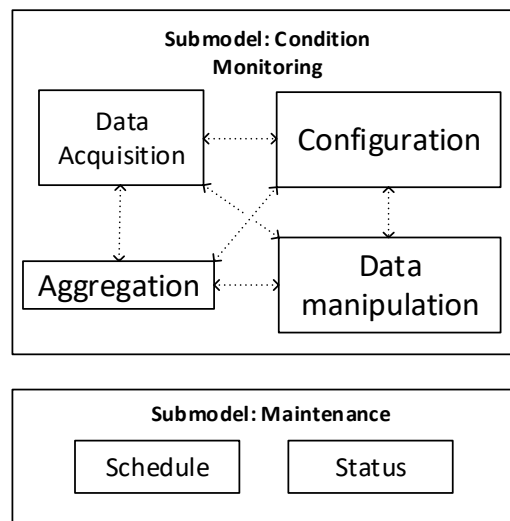 Submodel: Condition
Monitoring
Data
Acquisition
Configuration
Aggregation
Data
manipulation
Submodel: Maintenance
Schedule
Status